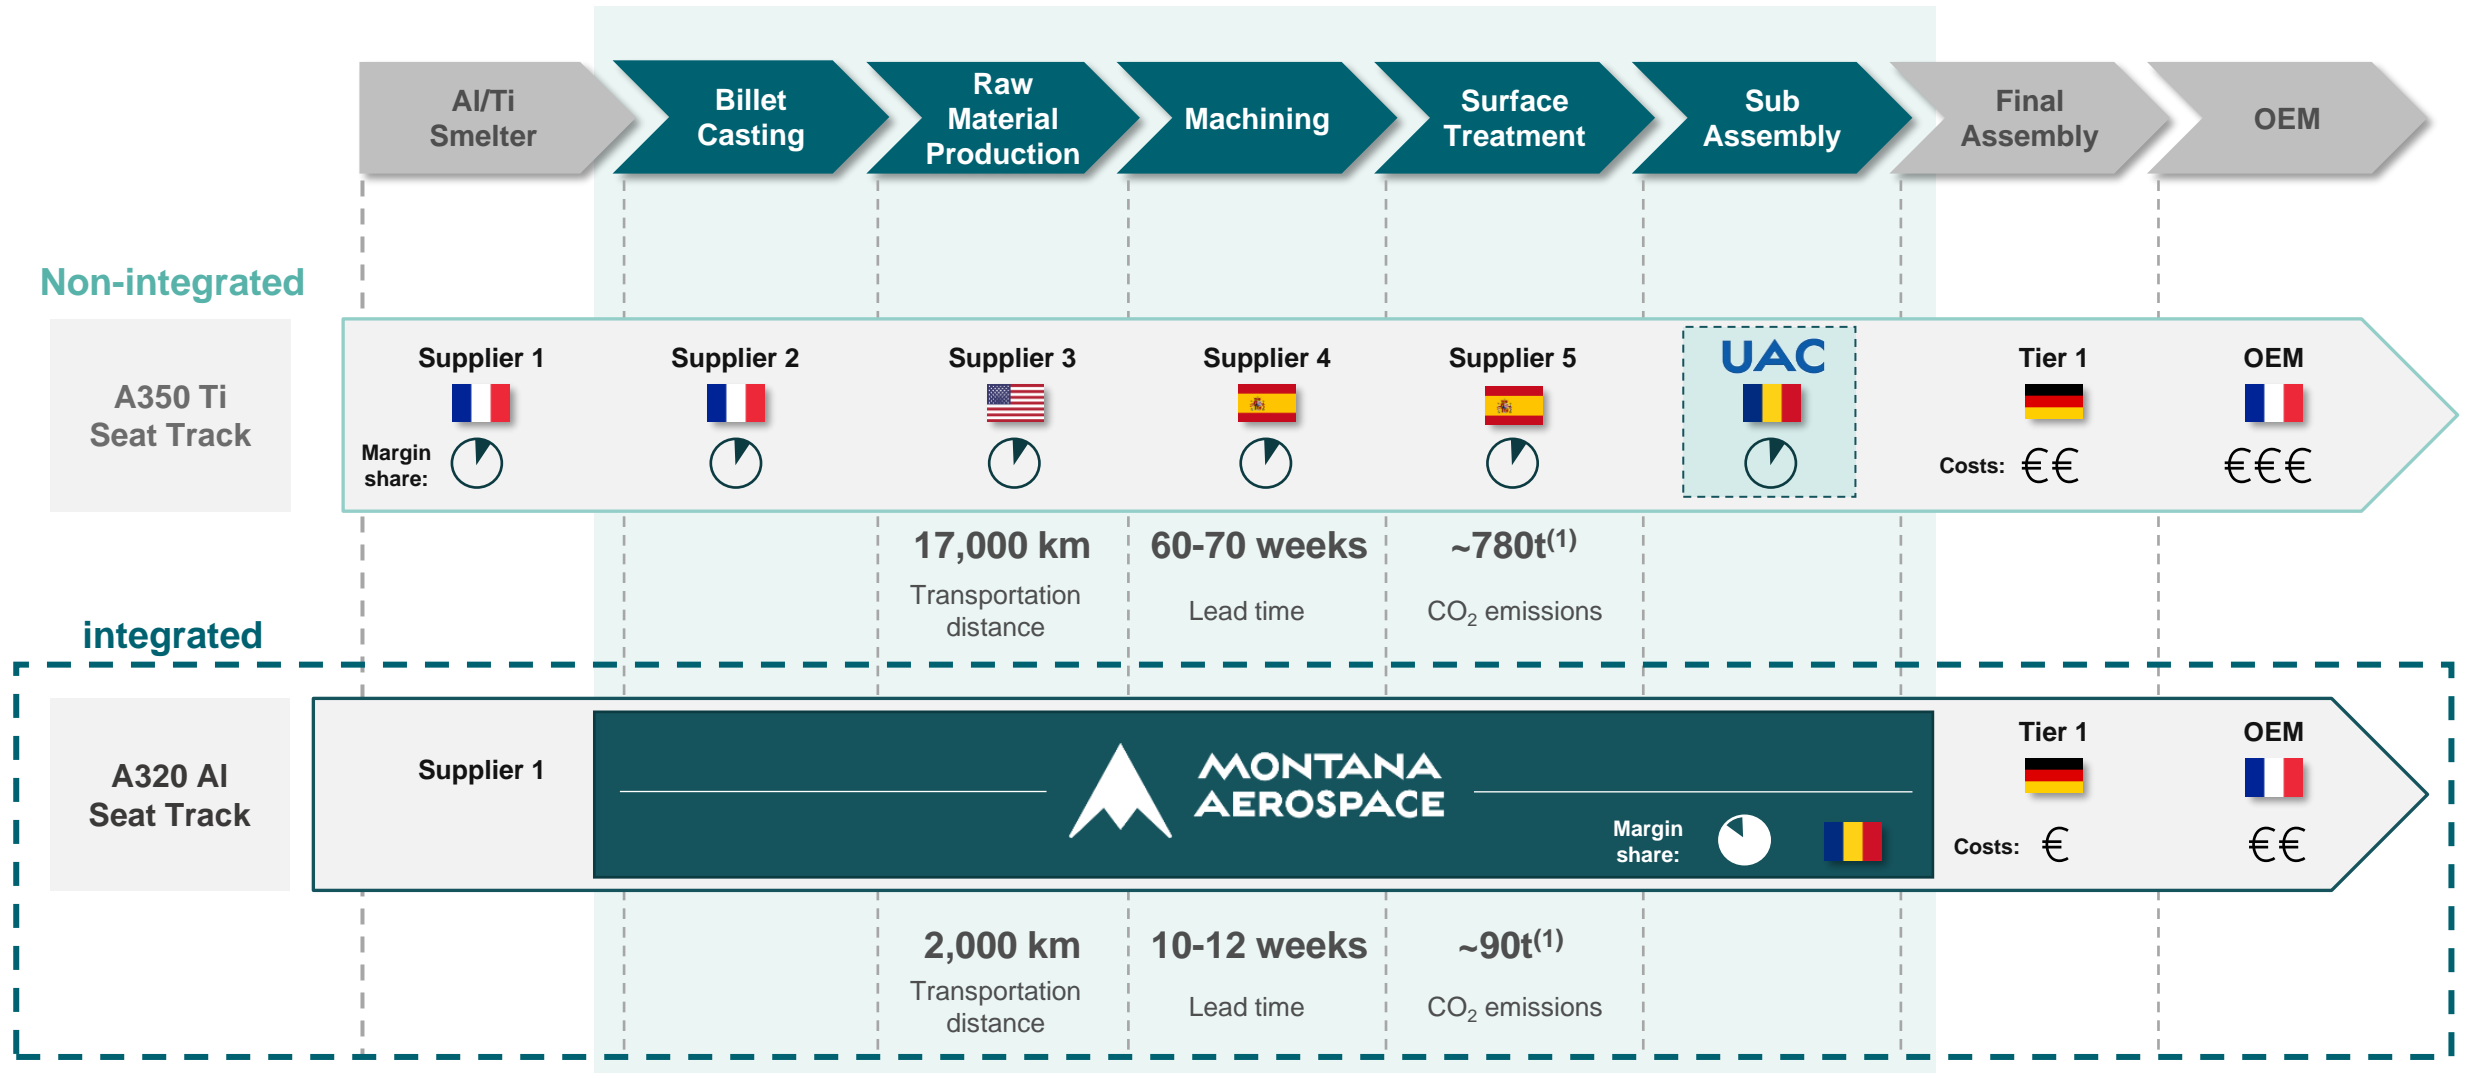 Al/Ti
Smelter
Billet
Casting
Raw
Material
Production
Machining
Surface
Treatment
Sub
Assembly
Final
Assembly
OEM
Non-integrated
A350 Ti
Seat Track
Supplier 1
Supplier 2
Supplier 3
Supplier 4
Supplier 5
UAC
Tier 1
OEM
Margin
share:
Costs: €€
€€€
17,000 km
Transportation
distance
60-70 weeks
Lead time
~780t(1)
CO2 emissions
integrated
A320 Al
Seat Track
Supplier 1
MONTANA
AEROSPACE
Margin
share:
Tier 1
OEM
Costs: €
€€
2,000 km
Transportation
distance
10-12 weeks
Lead time
~90t(1)
CO2 emissions